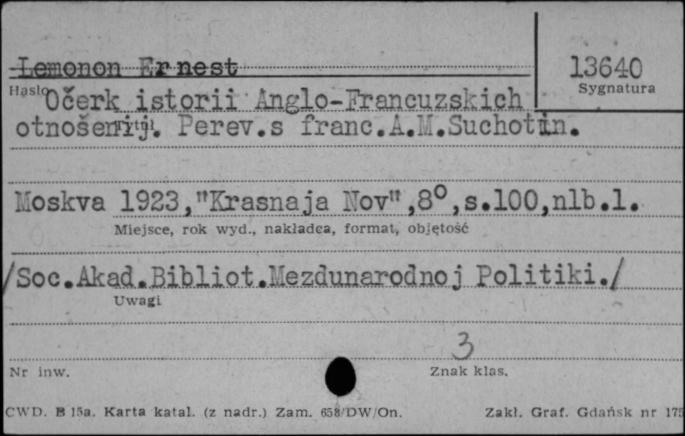 Lemonon Ernest
13640
Hasło
Sygnatura
Očerk istorii Anglo-Francuzskich
otnošenij. Perev.s franc.A.M.Suchotin.
Tytuł
Moskva 1923,"Krasnaja Nov",8°,s.100,nlb.1.
Miejsce, rok wyd., nakładca, format, objętość
/Soc.Akad.Bibliot.Mezdunarodnoj Politiki./
Uwagi
3
Nr inw.
Znak klas.
CWD. B 15a. Karta katal. (z nadr.) Zam. 658/DW/On.
Zakł. Graf. Gdańsk nr 175